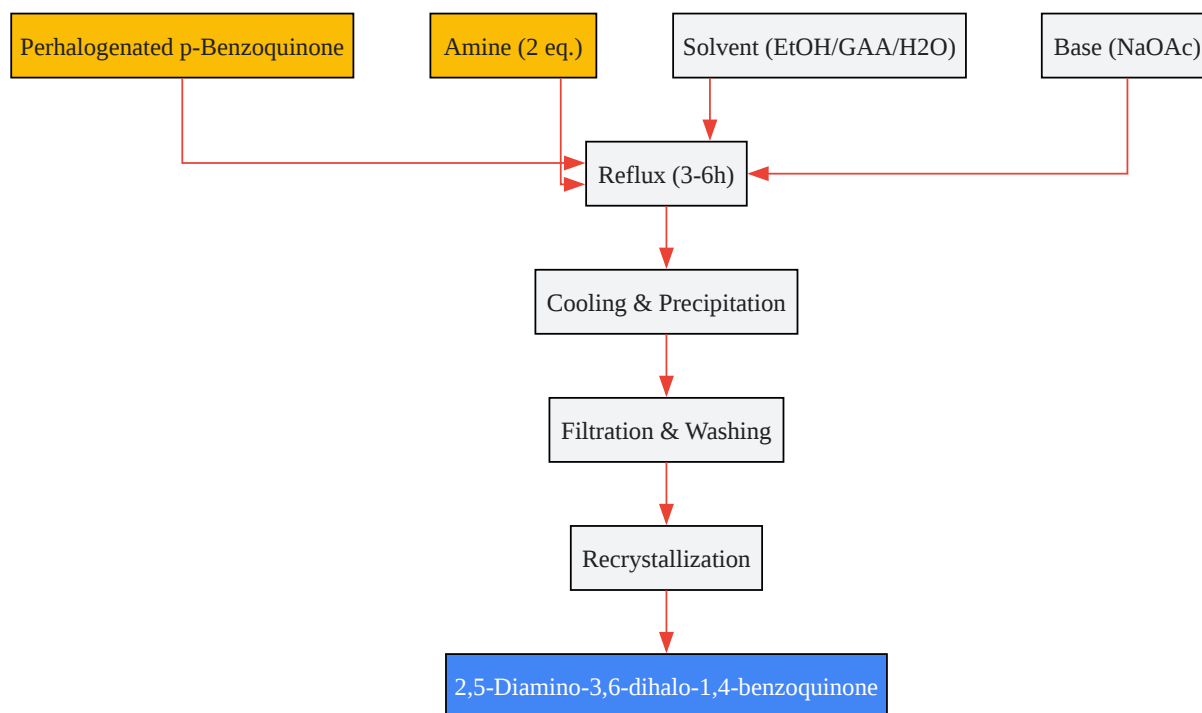 Perhalogenated p-Benzoquinone
Amine (2 eq.)
Solvent (EtOH/GAA/H2O)
Base (NaOAc)
Reflux (3-6h)
Cooling & Precipitation
Filtration & Washing
Recrystallization
2,5-Diamino-3,6-dihalo-1,4-benzoquinone